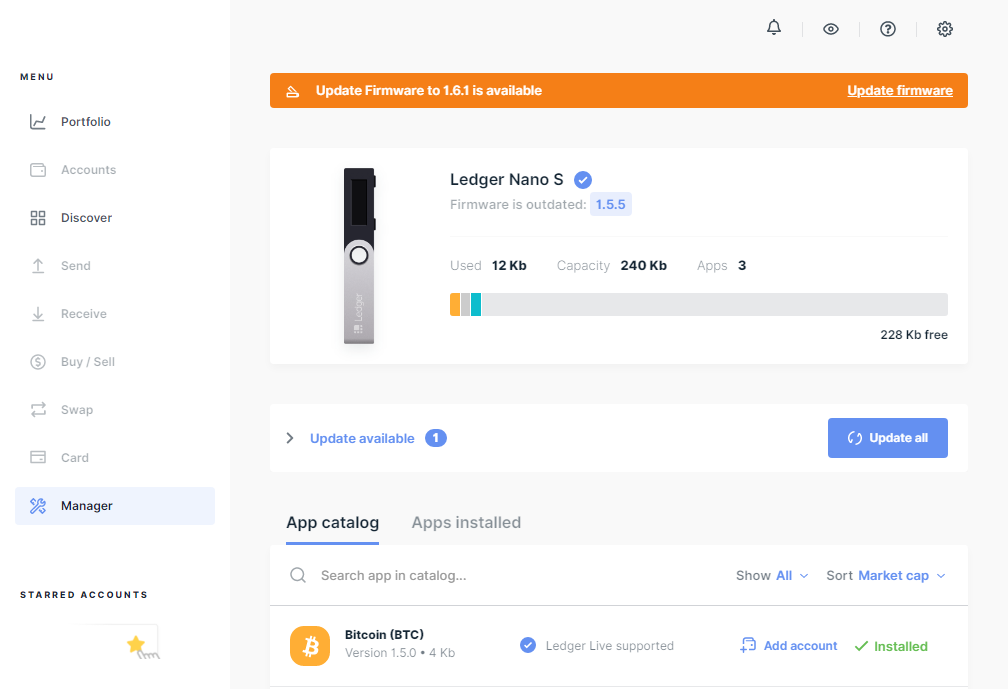 MENU
Portfolio
Accounts
Discover
Send
Receive
Buy / Sell
Swap
Card
Manager
STARRED ACCOUNTS
Update Firmware to 1.6.1 is available
Update firmware
Ledger
Ledger Nano S
Firmware is outdated: 1.5.5
Used 12 Kb Capacity 240 Kb Apps 3
228 Kb free
Update available 1
Update all
App catalog Apps installed
Search app in catalog...
Show All Sort Market cap
Bitcoin (BTC)
Version 1.5.0 • 4 Kb
Ledger Live supported
Add account
Installed